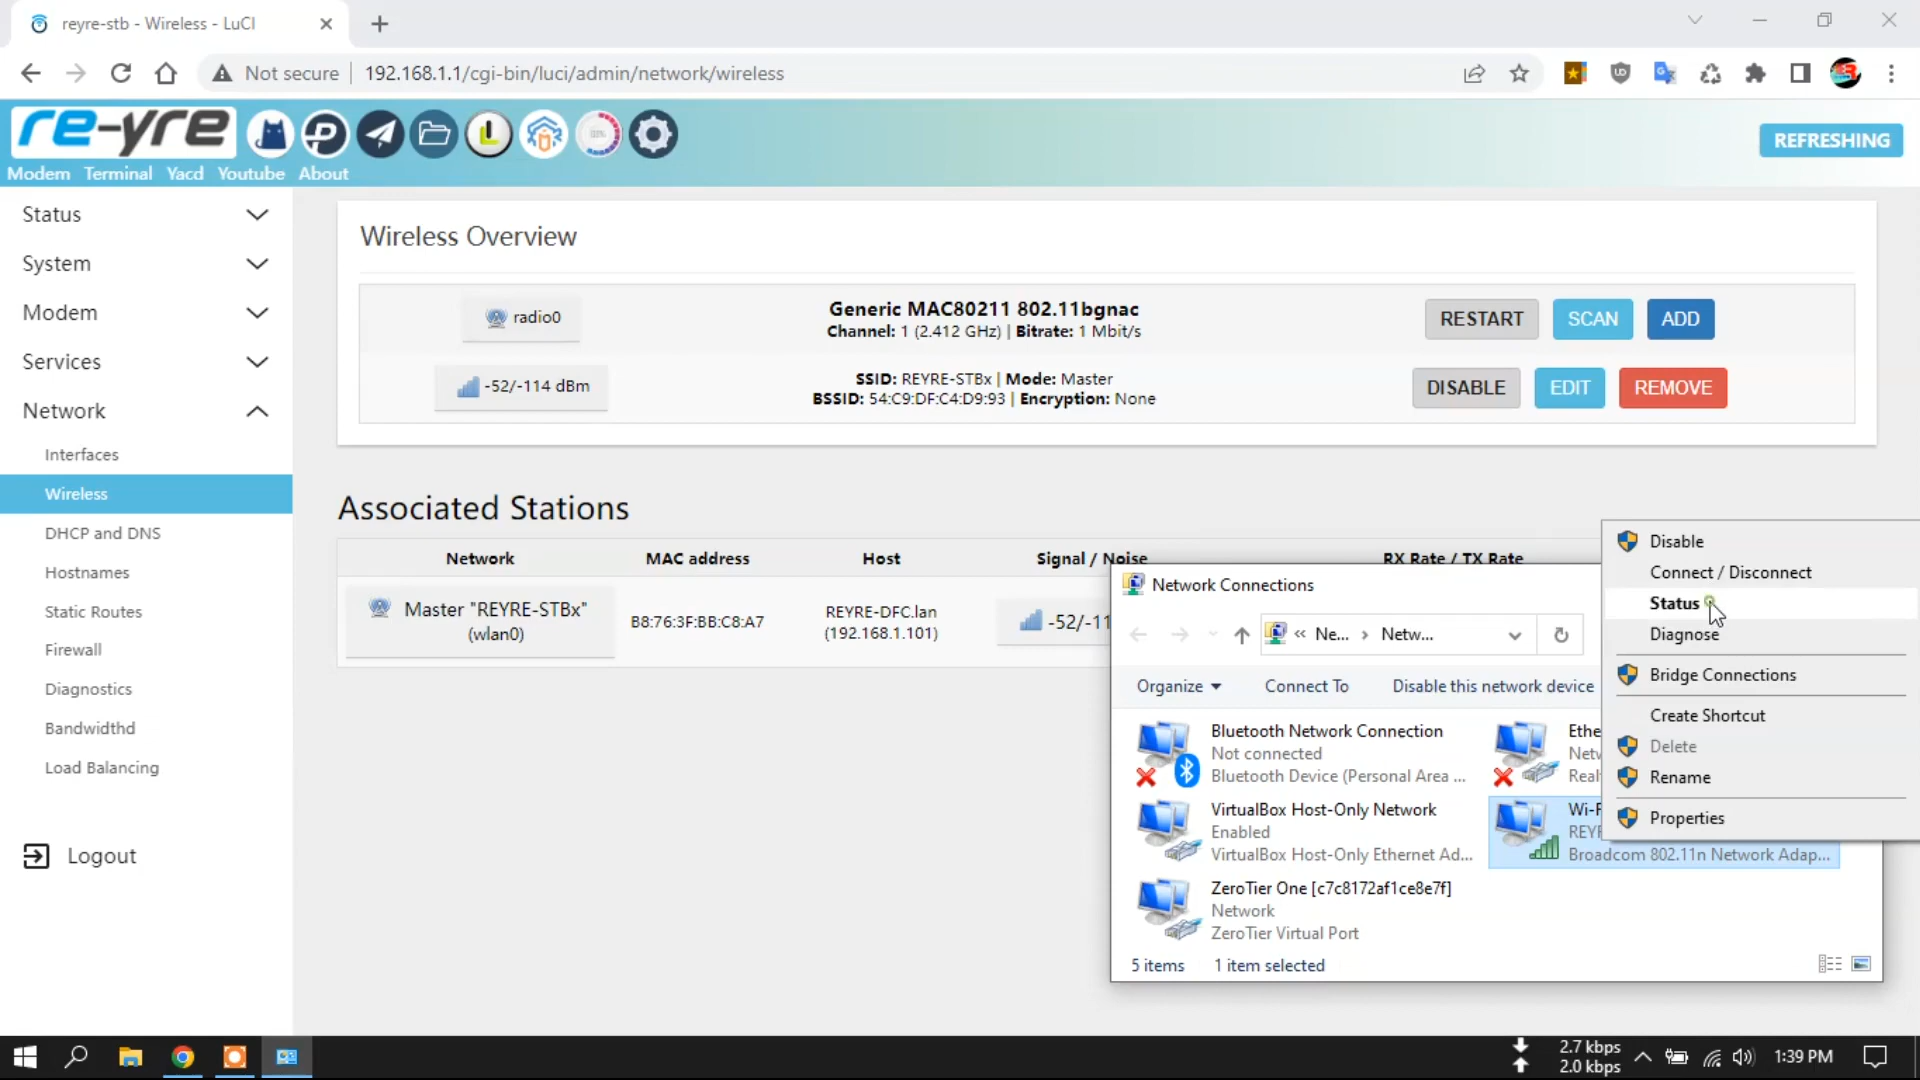 reyre-stb - Wireless - LuCI
Not secure
192.168.1.1/cgi-bin/luci/admin/network/wireless
re-yre
REFRESHING
Modem Terminal Yacd Youtube About
Status
System
Modem
Services
Network
Interfaces
Wireless
DHCP and DNS
Hostnames
Static Routes
Firewall
Diagnostics
Bandwidthd
Load Balancing
Logout
Wireless Overview
radio0
Generic MAC80211 802.11bgnac
Channel: 1 (2.412 GHz) | Bitrate: 1 Mbit/s
RESTART SCAN ADD
-52/-114 dBm
SSID: REYRE-STBx | Mode: Master
BSSID: 54:C9:DF:C4:D9:93 | Encryption: None
DISABLE EDIT REMOVE
Associated Stations
Network MAC address Host Signal / Noise RX Rate / TX Rate
Master "REYRE-STBx"
(wlan0)
B8:76:3F:BB:C8:A7
REYRE-DFC.lan
(192.168.1.101)
-52/-11
Network Connections
« Ne... › Netw...
Organize Connect To Disable this network device
Bluetooth Network Connection
Not connected
Bluetooth Device (Personal Area ...
Ethe
Netw
Realt
VirtualBox Host-Only Network
Enabled
VirtualBox Host-Only Ethernet Ad...
Wi-F
REYR
Broadcom 802.11n Network Adap...
ZeroTier One [c7c8172af1ce8e7f]
Network
ZeroTier Virtual Port
5 items 1 item selected
Disable
Connect / Disconnect
Status
Diagnose
Bridge Connections
Create Shortcut
Delete
Rename
Properties
2.7 kbps
2.0 kbps
1:39 PM